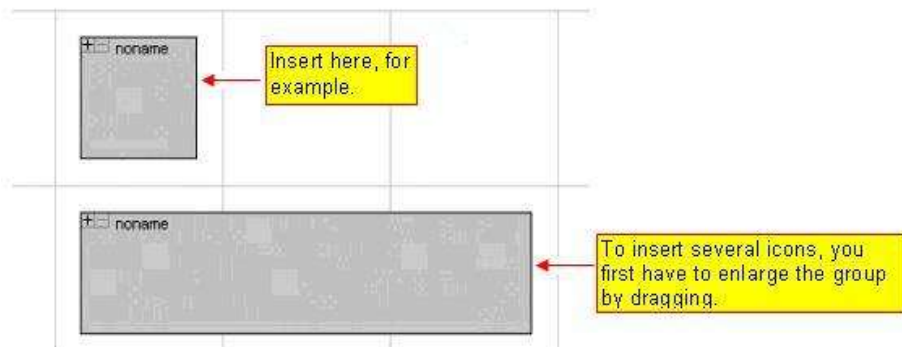 noname
Insert here, for
example.
noname
To insert several icons, you
first have to enlarge the group
by dragging.